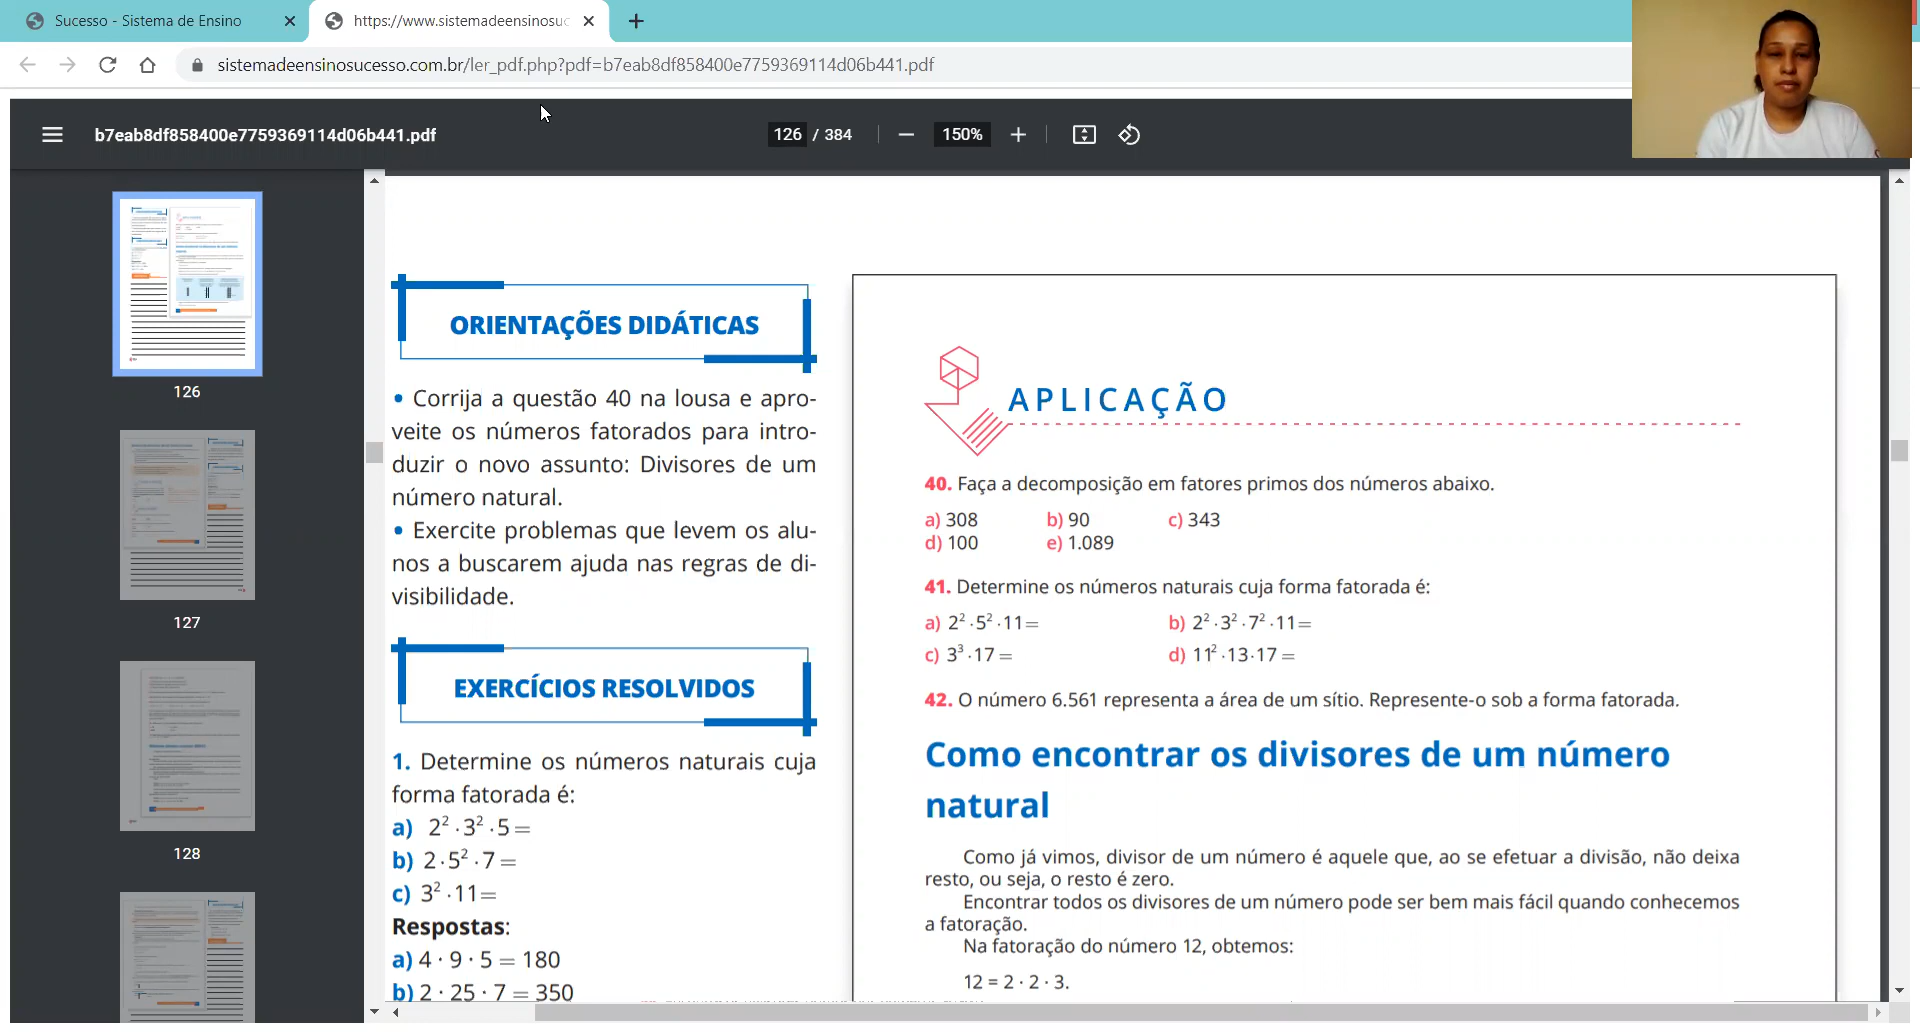 Sucesso - Sistema de Ensino
https://www.sistemadeensinosuc
sistemadeensinosucesso.com.br/ler_pdf.php?pdf=b7eab8df858400e7759369114d06b441.pdf
b7eab8df858400e7759369114d06b441.pdf
126 / 384
150%
126
127
128
ORIENTAÇÕES DIDÁTICAS
• Corrija a questão 40 na lousa e apro-
veite os números fatorados para intro-
duzir o novo assunto: Divisores de um
número natural.
• Exercite problemas que levem os alu-
nos a buscarem ajuda nas regras de di-
visibilidade.
EXERCÍCIOS RESOLVIDOS
1. Determine os números naturais cuja
forma fatorada é:
a) 2² · 3² · 5 =
b) 2 · 5² · 7 =
c) 3² · 11 =
Respostas:
a) 4 · 9 · 5 = 180
b) 2 · 25 · 7 = 350
APLICAÇÃO
40. Faça a decomposição em fatores primos dos números abaixo.
a) 308 b) 90 c) 343
d) 100 e) 1.089
41. Determine os números naturais cuja forma fatorada é:
a) 2² · 5² · 11 = b) 2² · 3² · 7² · 11 =
c) 3³ · 17 = d) 11² · 13 · 17 =
42. O número 6.561 representa a área de um sítio. Represente-o sob a forma fatorada.
Como encontrar os divisores de um número
natural
Como já vimos, divisor de um número é aquele que, ao se efetuar a divisão, não deixa
resto, ou seja, o resto é zero.
Encontrar todos os divisores de um número pode ser bem mais fácil quando conhecemos
a fatoração.
Na fatoração do número 12, obtemos:
12 = 2 · 2 · 3.